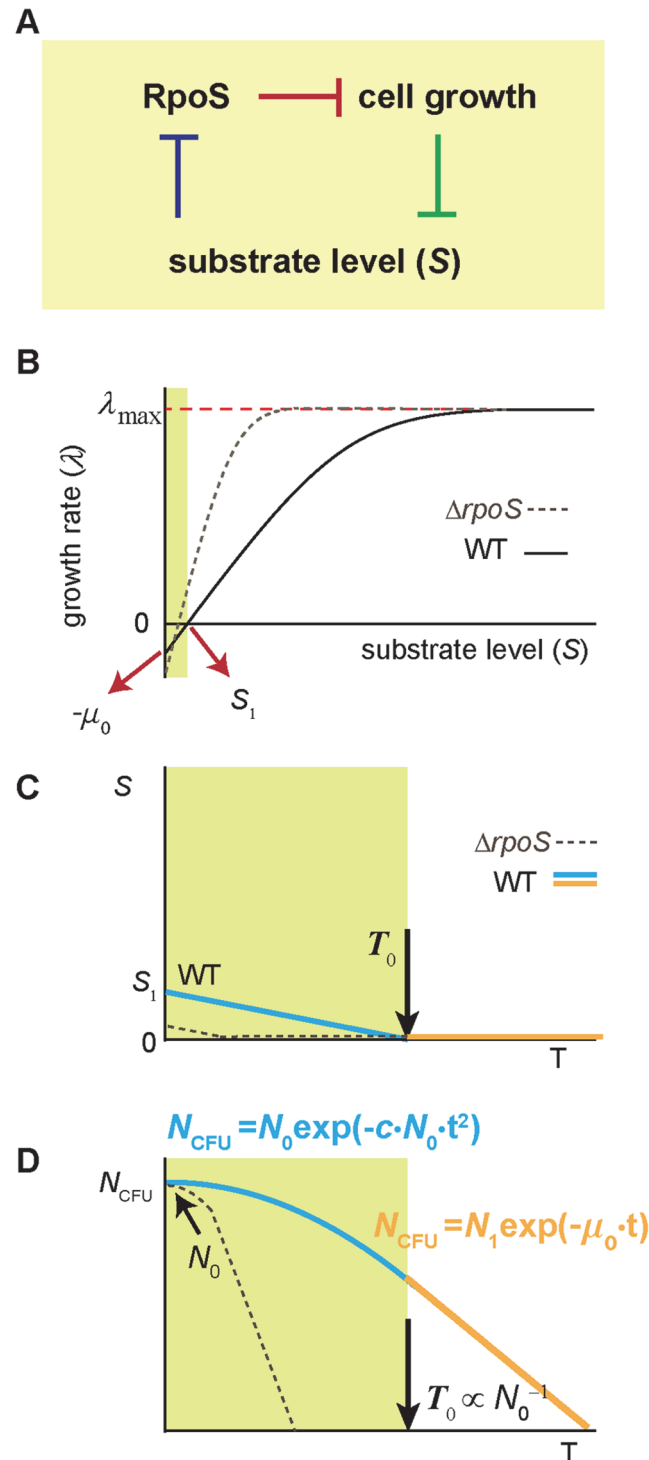 A
RpoS
cell growth
substrate level (S)
B
λmax
growth rate (λ)
ΔrpoS
WT
0
substrate level (S)
-μ0
S1
C
S
ΔrpoS
WT
T0
S1
WT
0
T
NCFU =N0exp(-c·N0·t²)
D
NCFU
NCFU =N1exp(-μ0·t)
N0
T0 ∝ N0⁻¹
T